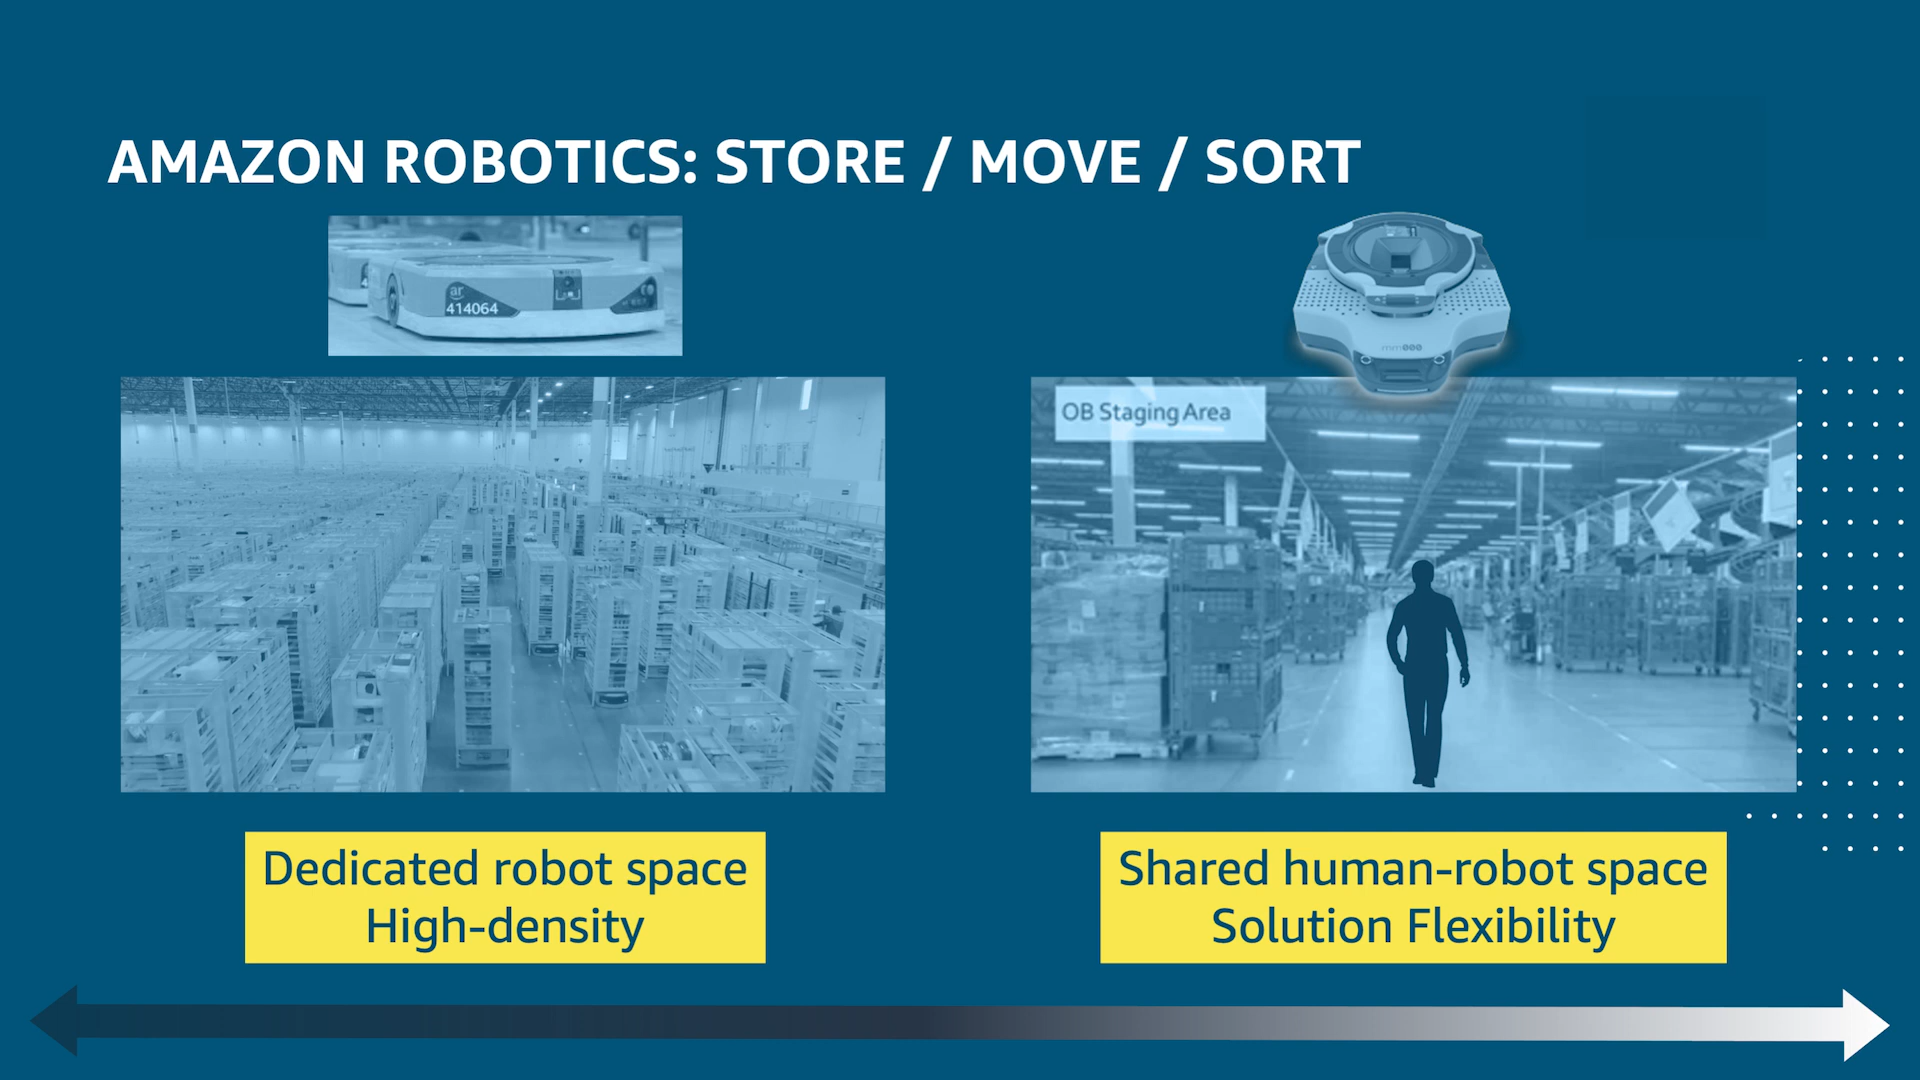 AMAZON ROBOTICS: STORE / MOVE / SORT
ar
414064
mm000
OB Staging Area
Dedicated robot space
High-density
Shared human-robot space
Solution Flexibility